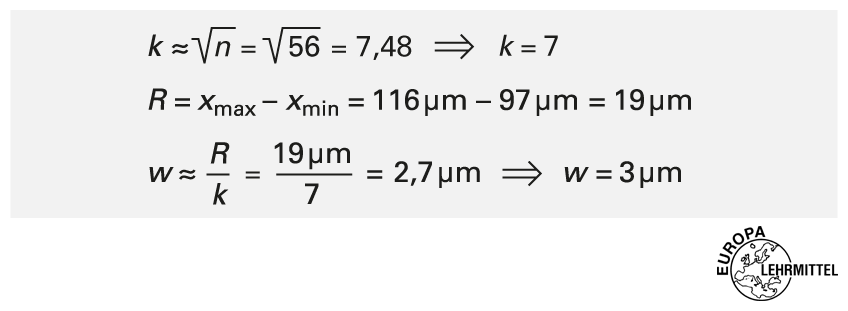 k ≈ √n = √56 = 7,48 ⟹ k = 7
R = xmax – xmin = 116 µm – 97 µm = 19 µm
w ≈ R/k = 19 µm/7 = 2,7 µm ⟹ w = 3 µm
EUROPA
LEHRMITTEL